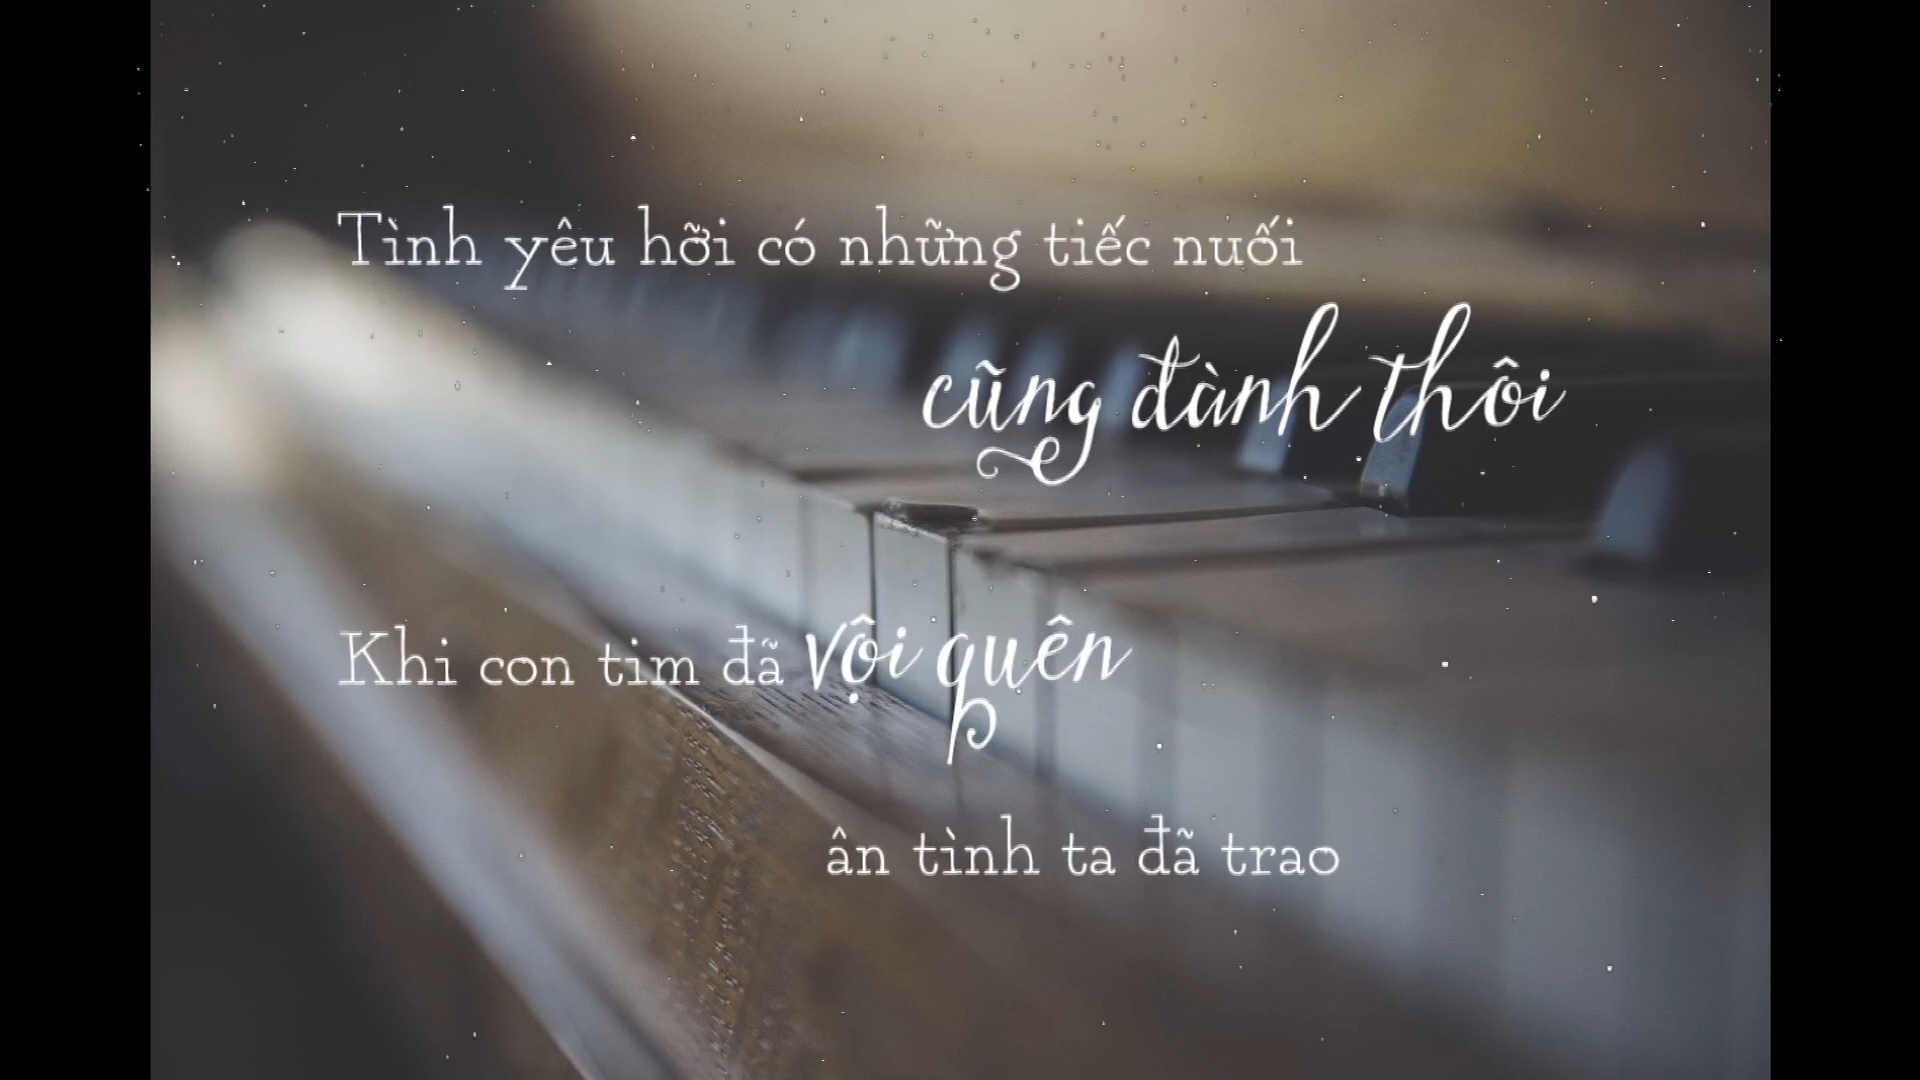 Tình yêu hỡi có những tiếc nuối
cũng đành thôi
Khi con tim đã vội quên
ân tình ta đã trao